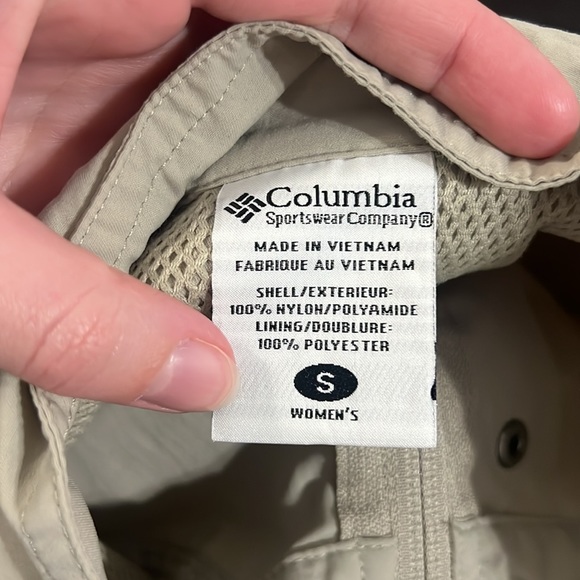 Columbia
Sportswear Company®
MADE IN VIETNAM
FABRIQUE AU VIETNAM
SHELL/EXTERIEUR:
100% NYLON/POLYAMIDE
LINING/DOUBLURE:
100% POLYESTER
S
WOMEN'S